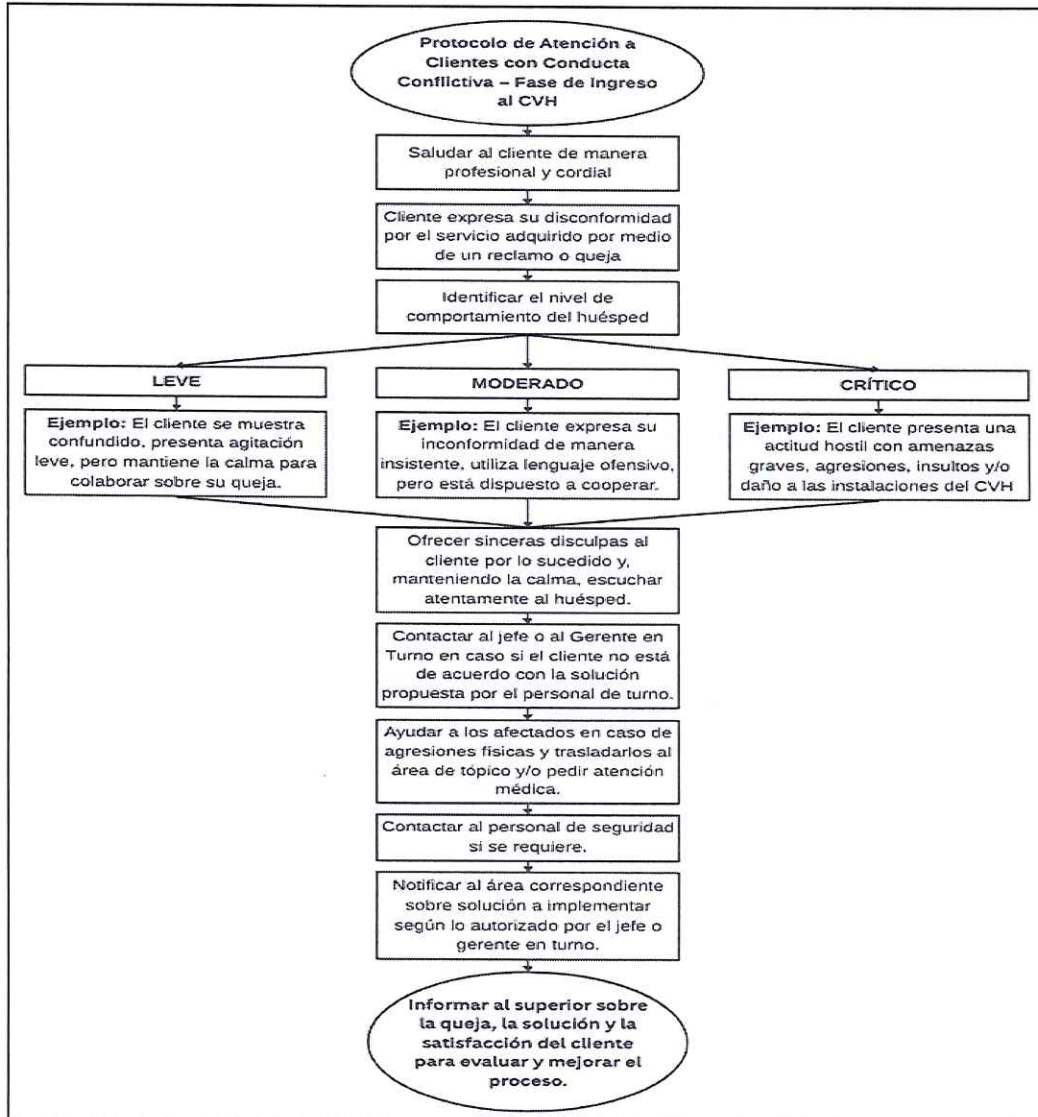 Protocolo de Atención a
Clientes con Conducta
Conflictiva – Fase de Ingreso
al CVH
Saludar al cliente de manera
profesional y cordial
Cliente expresa su disconformidad
por el servicio adquirido por medio
de un reclamo o queja
Identificar el nivel de
comportamiento del huésped
LEVE
Ejemplo: El cliente se muestra
confundido, presenta agitación
leve, pero mantiene la calma para
colaborar sobre su queja.
MODERADO
Ejemplo: El cliente expresa su
inconformidad de manera
insistente, utiliza lenguaje ofensivo,
pero está dispuesto a cooperar.
CRÍTICO
Ejemplo: El cliente presenta una
actitud hostil con amenazas
graves, agresiones, insultos y/o
daño a las instalaciones del CVH
Ofrecer sinceras disculpas al
cliente por lo sucedido y,
manteniendo la calma, escuchar
atentamente al huésped.
Contactar al jefe o al Gerente en
Turno en caso si el cliente no está
de acuerdo con la solución
propuesta por el personal de turno.
Ayudar a los afectados en caso de
agresiones físicas y trasladarlos al
área de tópico y/o pedir atención
médica.
Contactar al personal de seguridad
si se requiere.
Notificar al área correspondiente
sobre solución a implementar
según lo autorizado por el jefe o
gerente en turno.
Informar al superior sobre
la queja, la solución y la
satisfacción del cliente
para evaluar y mejorar el
proceso.